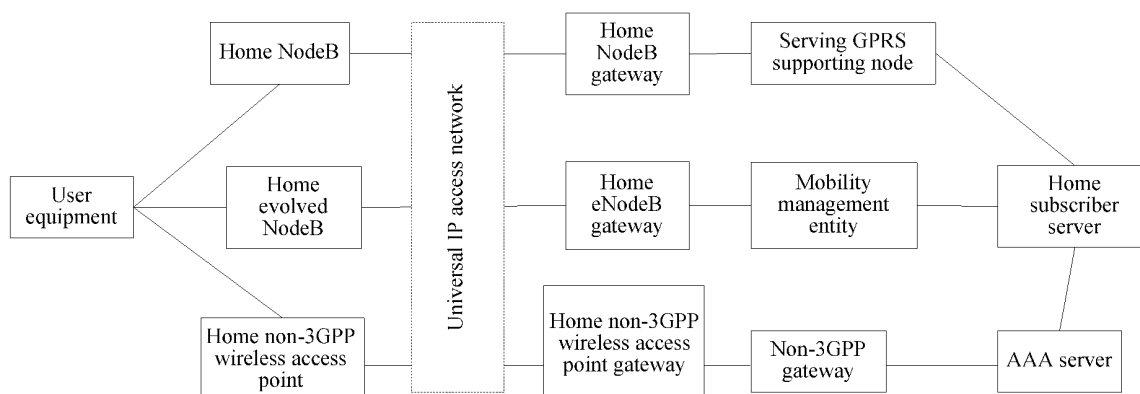 Home NodeB
Home
NodeB
gateway
Serving GPRS
supporting node
User
equipment
Home
evolved
NodeB
Universal IP access network
Home
eNodeB
gateway
Mobility
management
entity
Home
subscriber
server
Home non-3GPP
wireless access
point
Home non-3GPP
wireless access
point gateway
Non-3GPP
gateway
AAA server